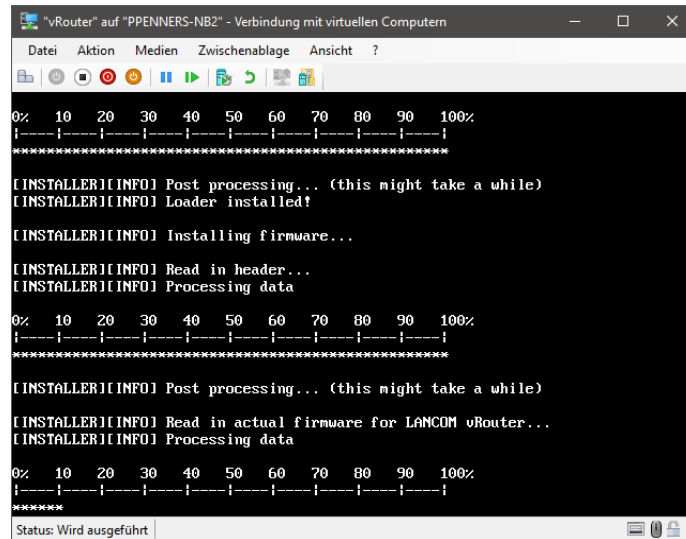 "vRouter" auf "PPENNERS-NB2" - Verbindung mit virtuellen Computern
Datei Aktion Medien Zwischenablage Ansicht ?
0% 10 20 30 40 50 60 70 80 90 100%
|----|----|----|----|----|----|----|----|----|----|
***************************************************
[INSTALLER][INFO] Post processing... (this might take a while)
[INSTALLER][INFO] Loader installed!
[INSTALLER][INFO] Installing firmware...
[INSTALLER][INFO] Read in header...
[INSTALLER][INFO] Processing data
0% 10 20 30 40 50 60 70 80 90 100%
|----|----|----|----|----|----|----|----|----|----|
***************************************************
[INSTALLER][INFO] Post processing... (this might take a while)
[INSTALLER][INFO] Read in actual firmware for LANCOM vRouter...
[INSTALLER][INFO] Processing data
0% 10 20 30 40 50 60 70 80 90 100%
|----|----|----|----|----|----|----|----|----|----|
******
Status: Wird ausgeführt